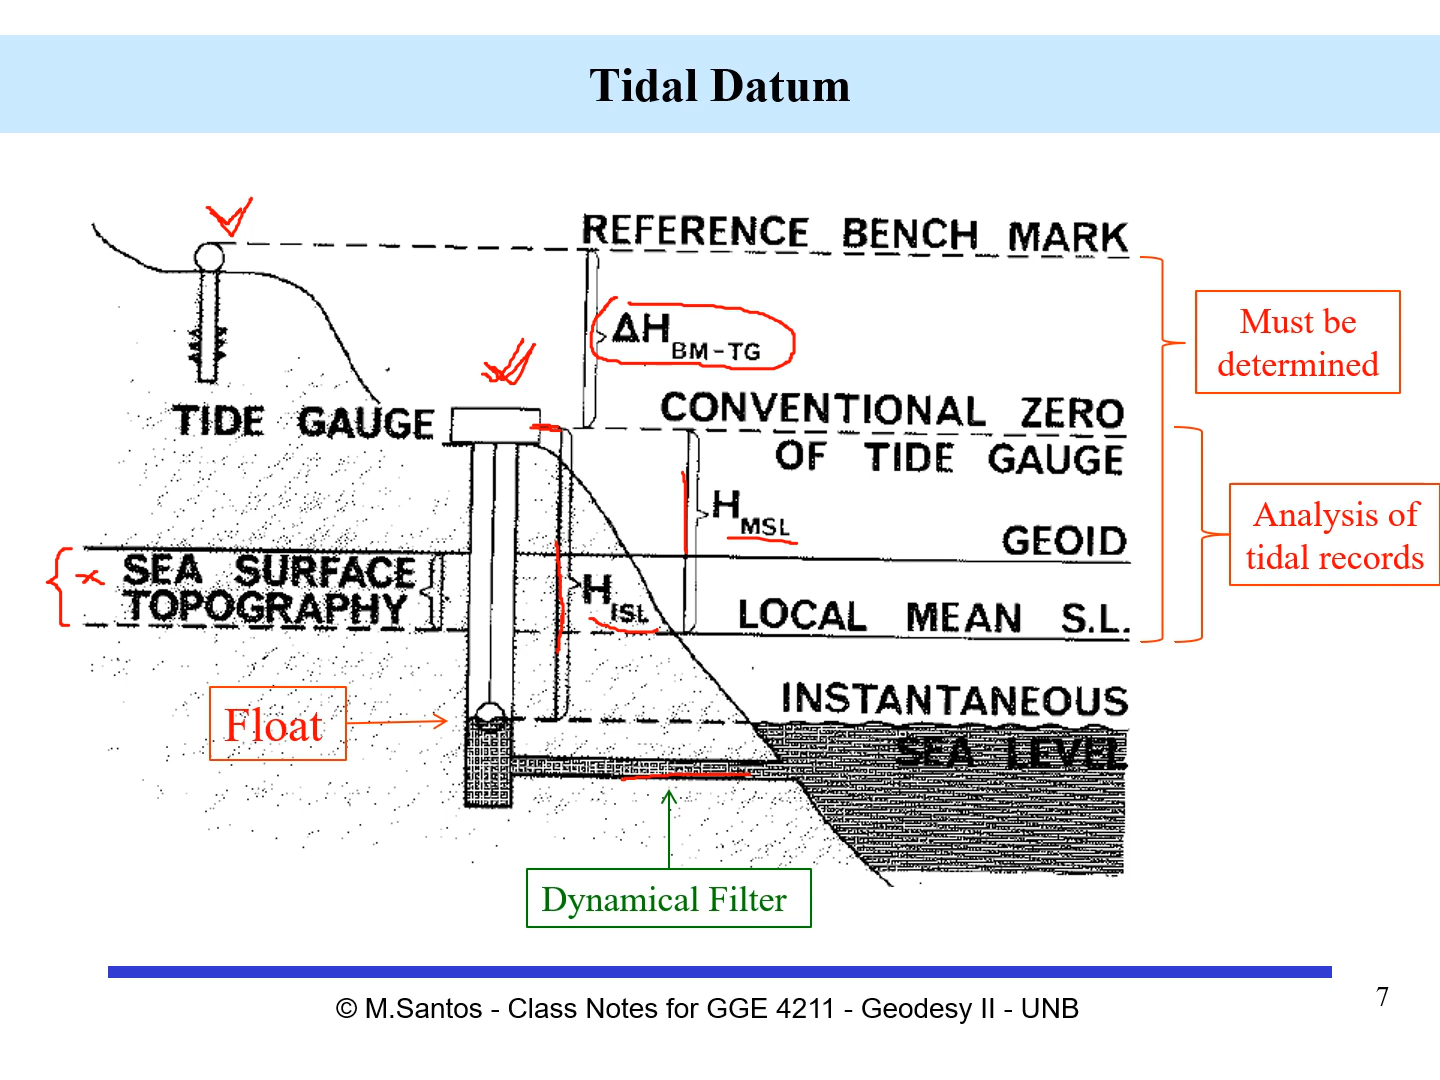 Tidal Datum
REFERENCE BENCH MARK
Must be
determined
ΔH BM-TG
TIDE GAUGE
CONVENTIONAL ZERO
OF TIDE GAUGE
H MSL
Analysis of
tidal records
GEOID
SEA SURFACE
TOPOGRAPHY
H ISL
LOCAL MEAN S.L.
Float
INSTANTANEOUS
SEA LEVEL
Dynamical Filter
© M.Santos - Class Notes for GGE 4211 - Geodesy II - UNB
7